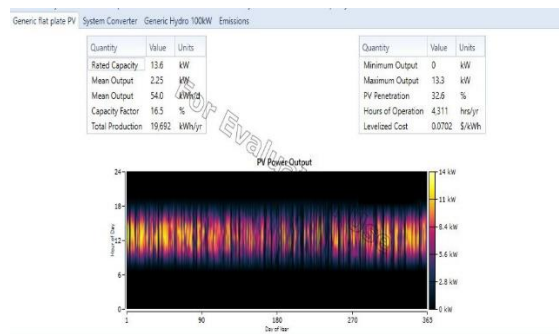 Generic flat plate PV System Converter Generic Hydro 100kW Emissions
Quantity Value Units
Rated Capacity 13.6 kW
Mean Output 2.25 kW
Mean Output 54.0 kWh/d
Capacity Factor 16.5 %
Total Production 19,692 kWh/yr
Quantity Value Units
Minimum Output 0 kW
Maximum Output 13.3 kW
PV Penetration 32.6 %
Hours of Operation 4,311 hrs/yr
Levelized Cost 0.0702 $/kWh
For Evalua
PV Power Output
24
18
12
6
0
Hour of Day
1 90 180 270 365
Day of Year
14 kW
11 kW
8.4 kW
5.6 kW
2.8 kW
0 kW